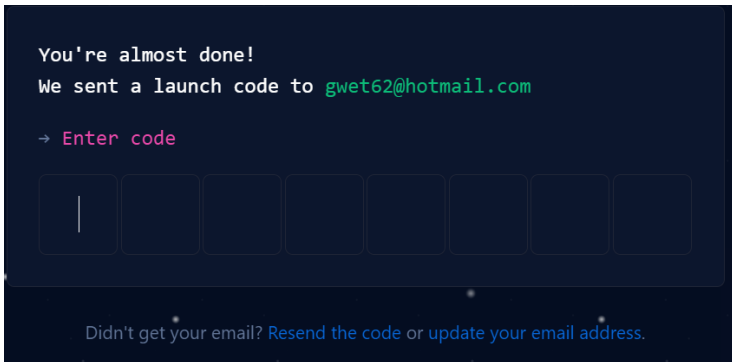 You're almost done!
We sent a launch code to gwet62@hotmail.com
→ Enter code
Didn't get your email? Resend the code or update your email address.